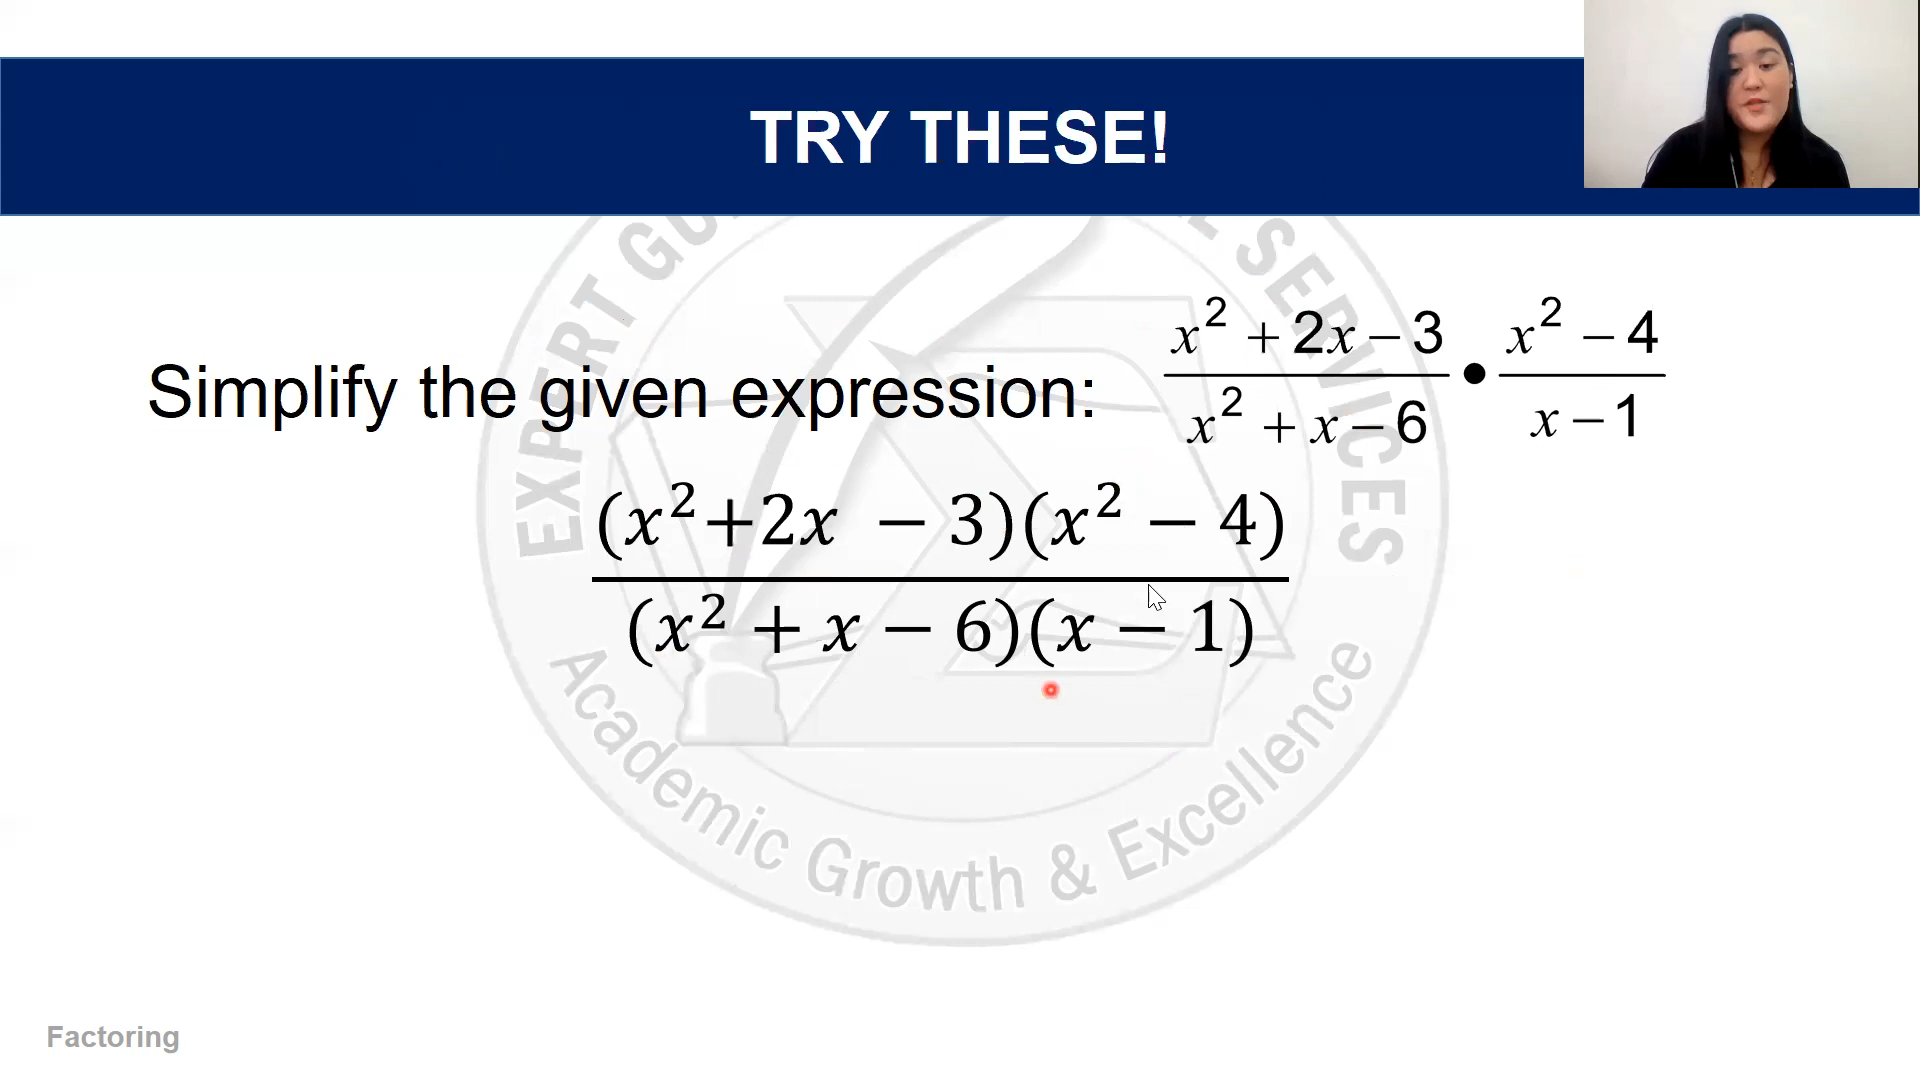 TRY THESE!
Simplify the given expression:
x² + 2x − 3 • x² − 4
x² + x − 6   x − 1
(x²+2x − 3)(x² − 4)
(x² + x − 6)(x − 1)
EXPERT GU
E SERVICES
Academic Growth & Excellence
Factoring